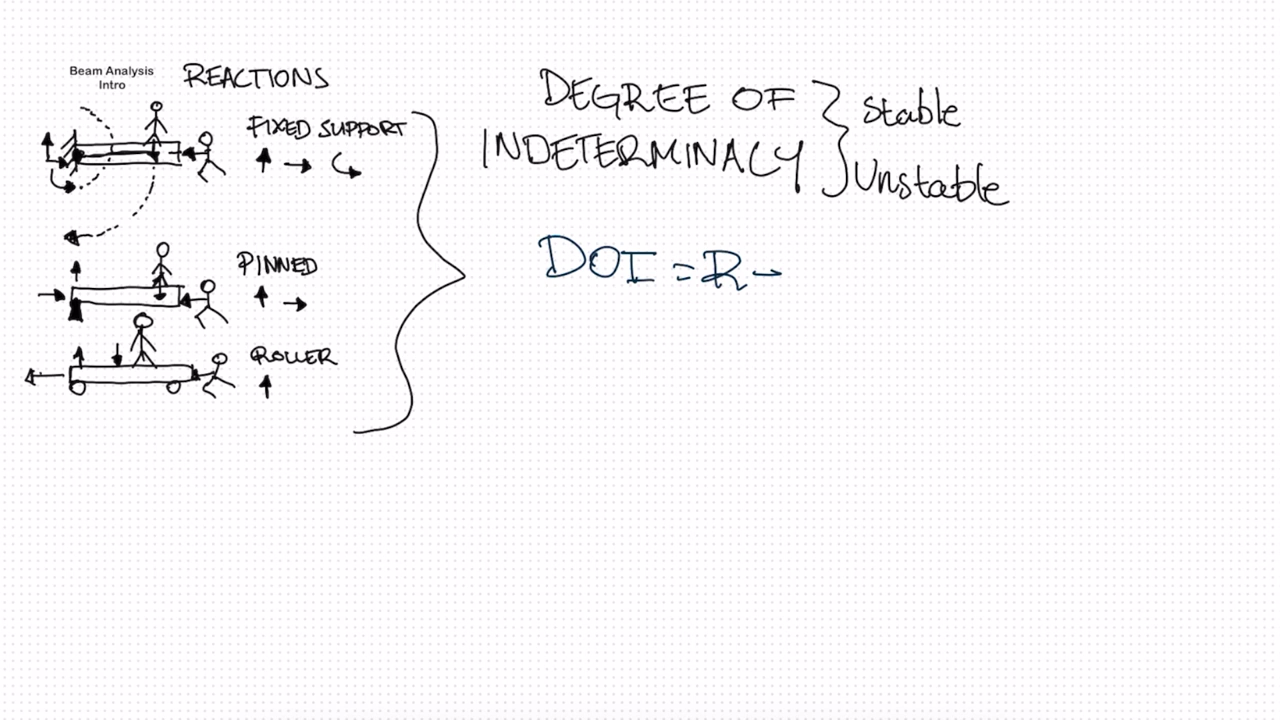 Beam Analysis
Intro
REACTIONS
FIXED SUPPORT
PINNED
ROLLER
DEGREE OF
INDETERMINACY
Stable
Unstable
DOI = R -